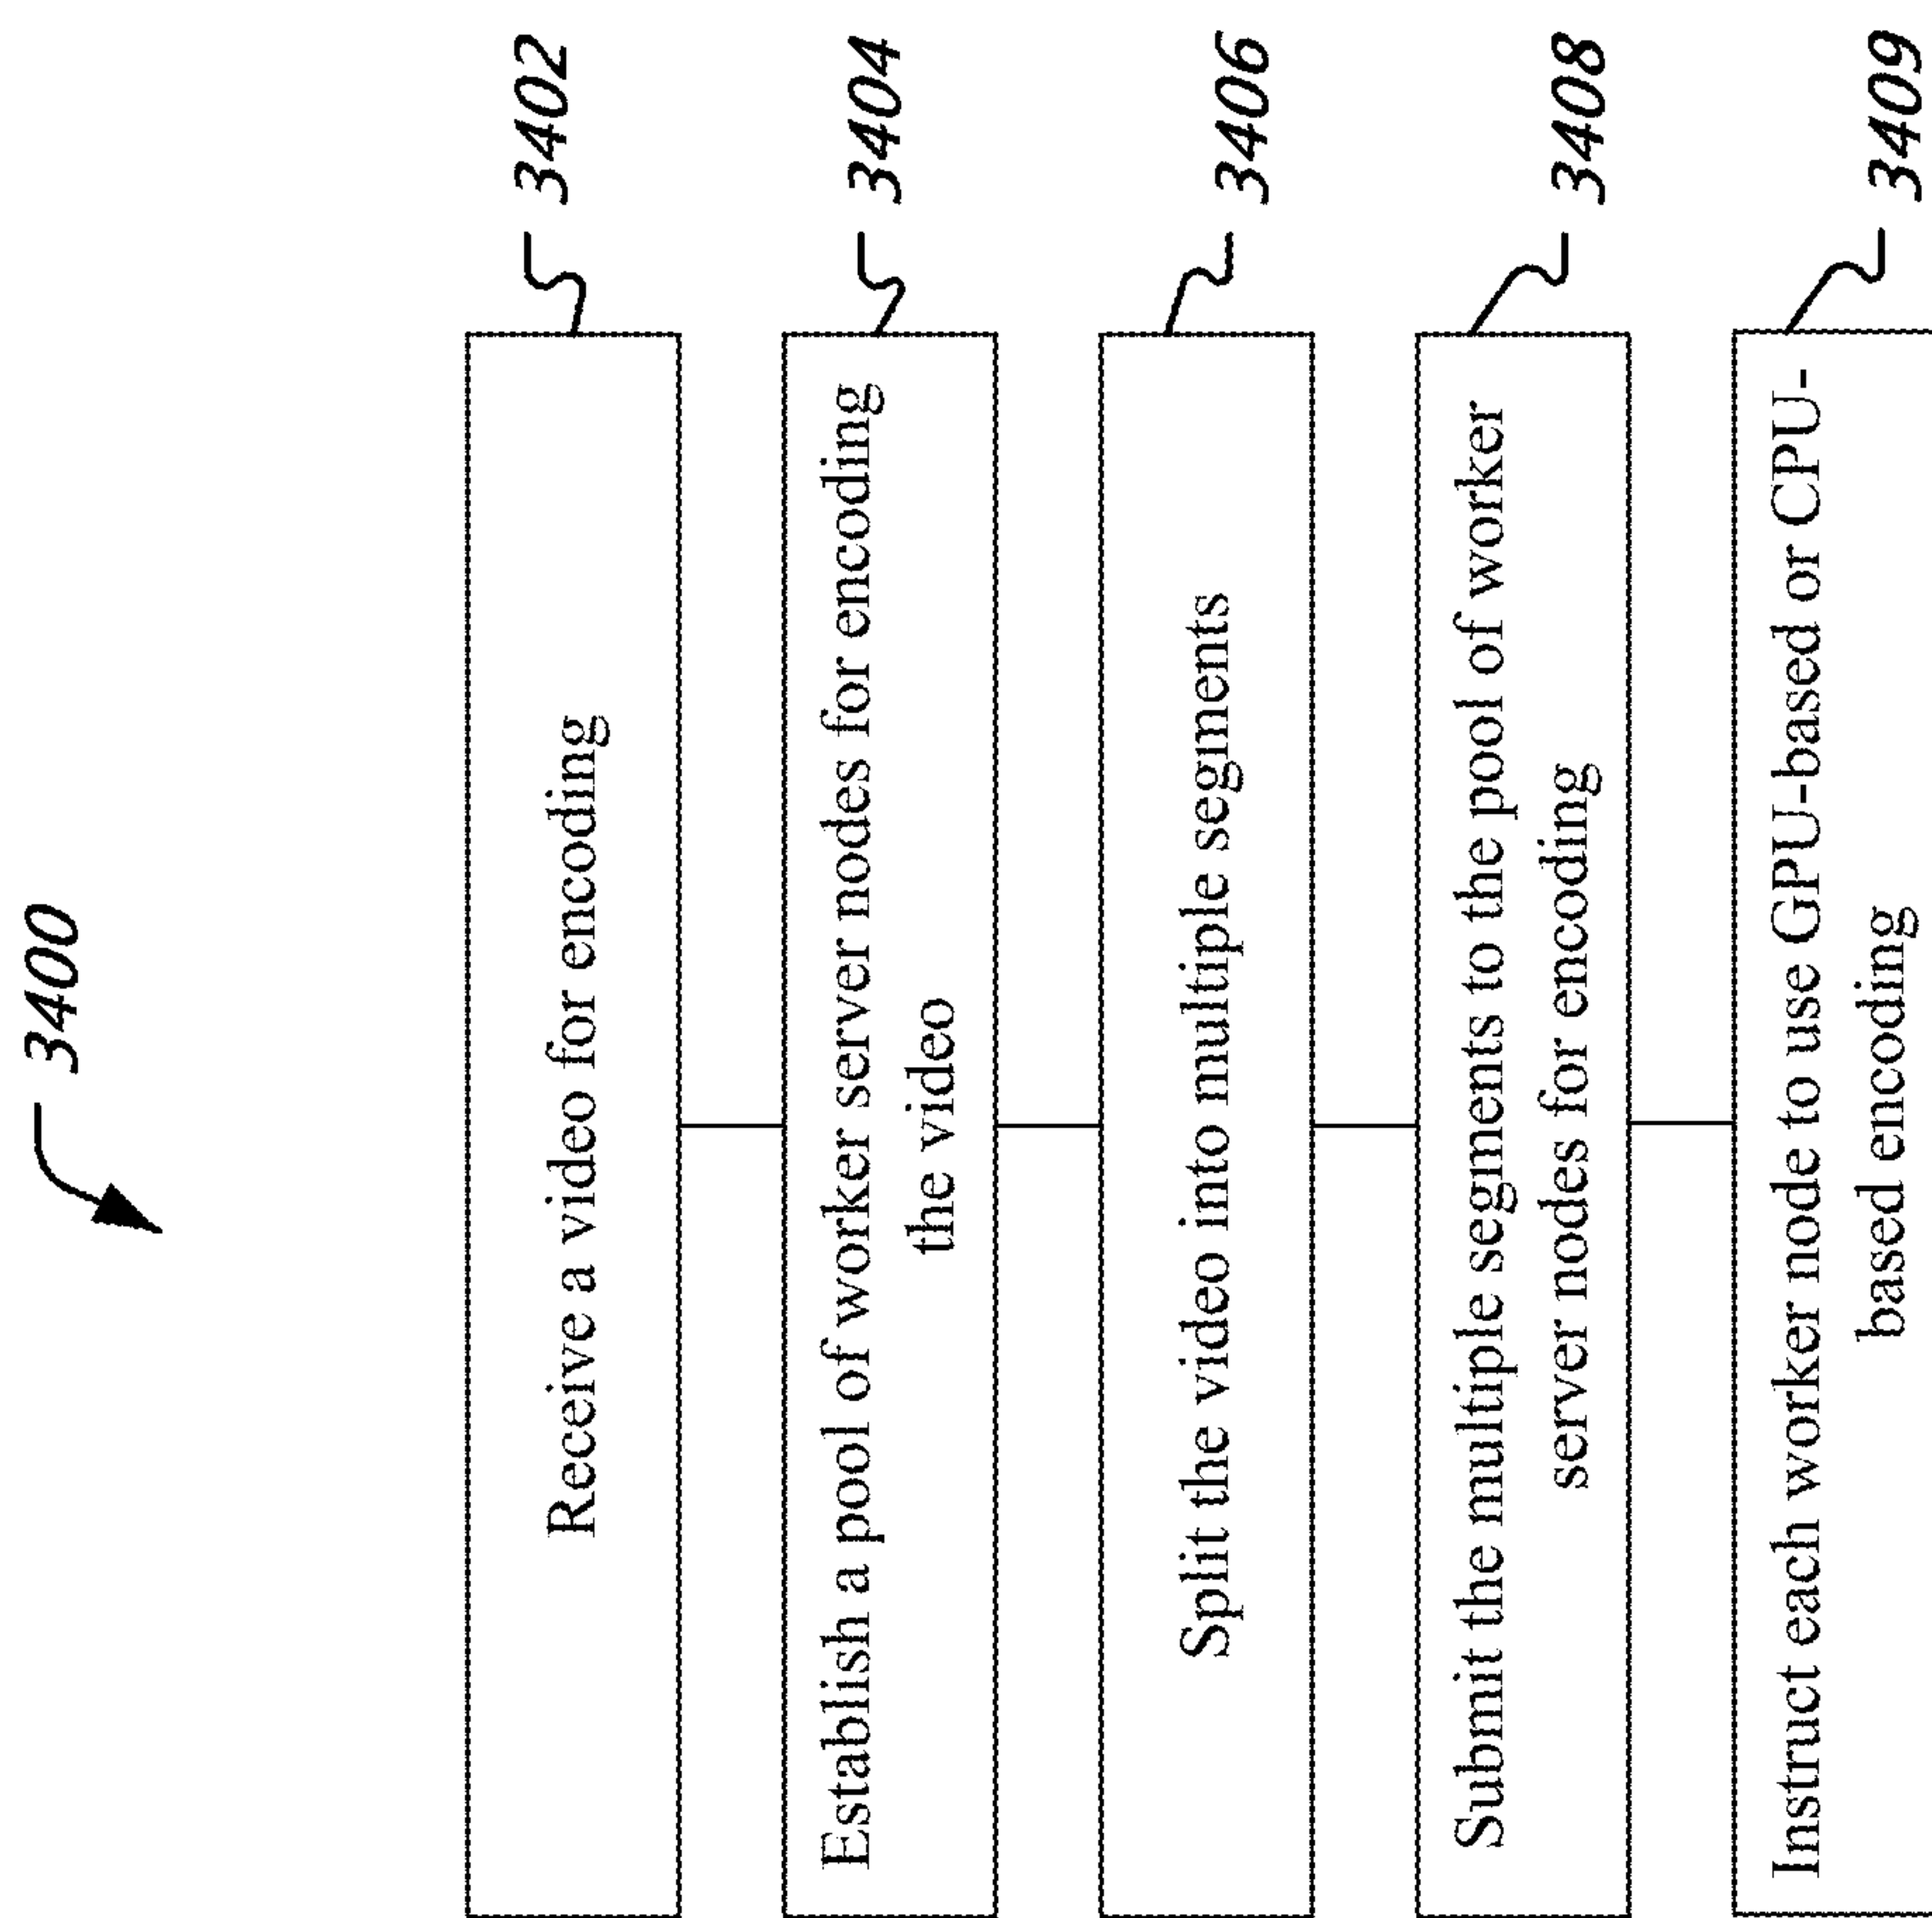 3400
Receive a video for encoding
3402
Establish a pool of worker server nodes for encoding
the video
3404
Split the video into multiple segments
3406
Submit the multiple segments to the pool of worker
server nodes for encoding
3408
Instruct each worker node to use GPU-based or CPU-
based encoding
3409